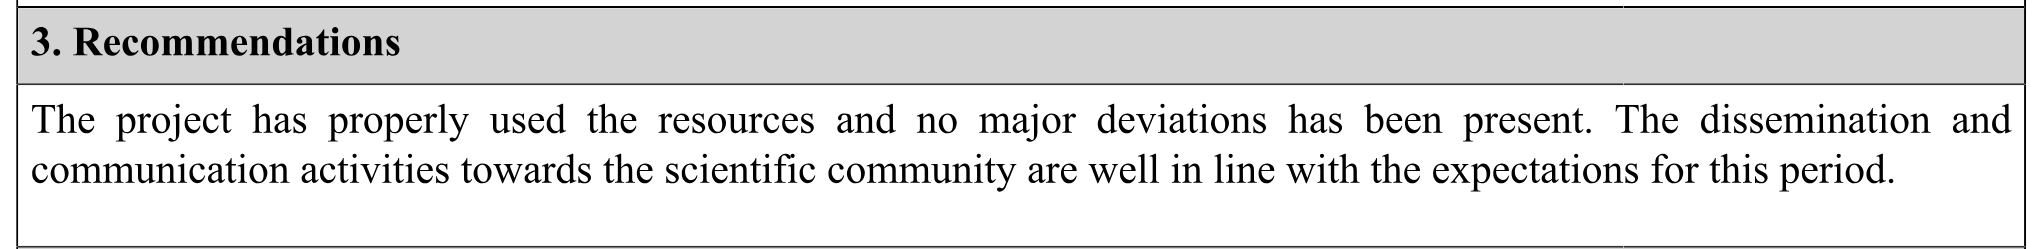 3. Recommendations
The project has properly used the resources and no major deviations has been present. The dissemination and
communication activities towards the scientific community are well in line with the expectations for this period.